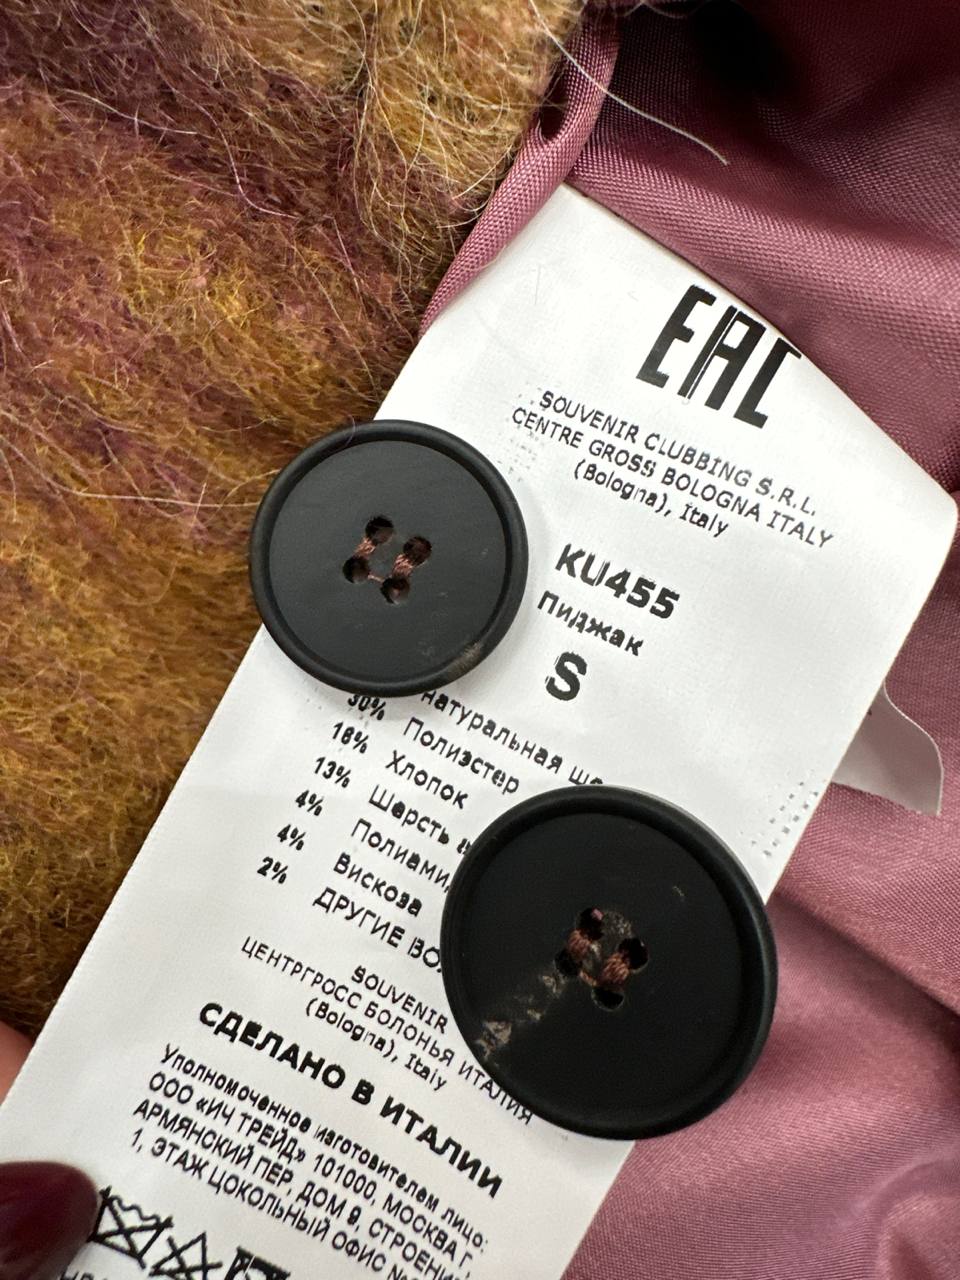 EAC
SOUVENIR CLUBBING S.R.L.
CENTRE GROSS BOLOGNA ITALY
(Bologna), Italy
KU455
Пиджак
S
Натуральная
30% Полиэстер
18% Хлопок
13% Шерсть
4%
4% Вискоза
2% ДРУГИЕ
SOUVENIR
ЦЕНТРГРОСС БОЛОНЬЯ ИТАЛИЯ
(Bologna), Italy
СДЕЛАНО В ИТАЛИИ
Уполномоченное изготовителем лицо:
ООО «ИЧ ТРЕЙД» 101000, МОСКВА Г,
АРМЯНСКИЙ ПЕР, ДОМ 9, СТРОЕНИ
1, ЭТАЖ ЦОКОЛЬНЫЙ ОФИС